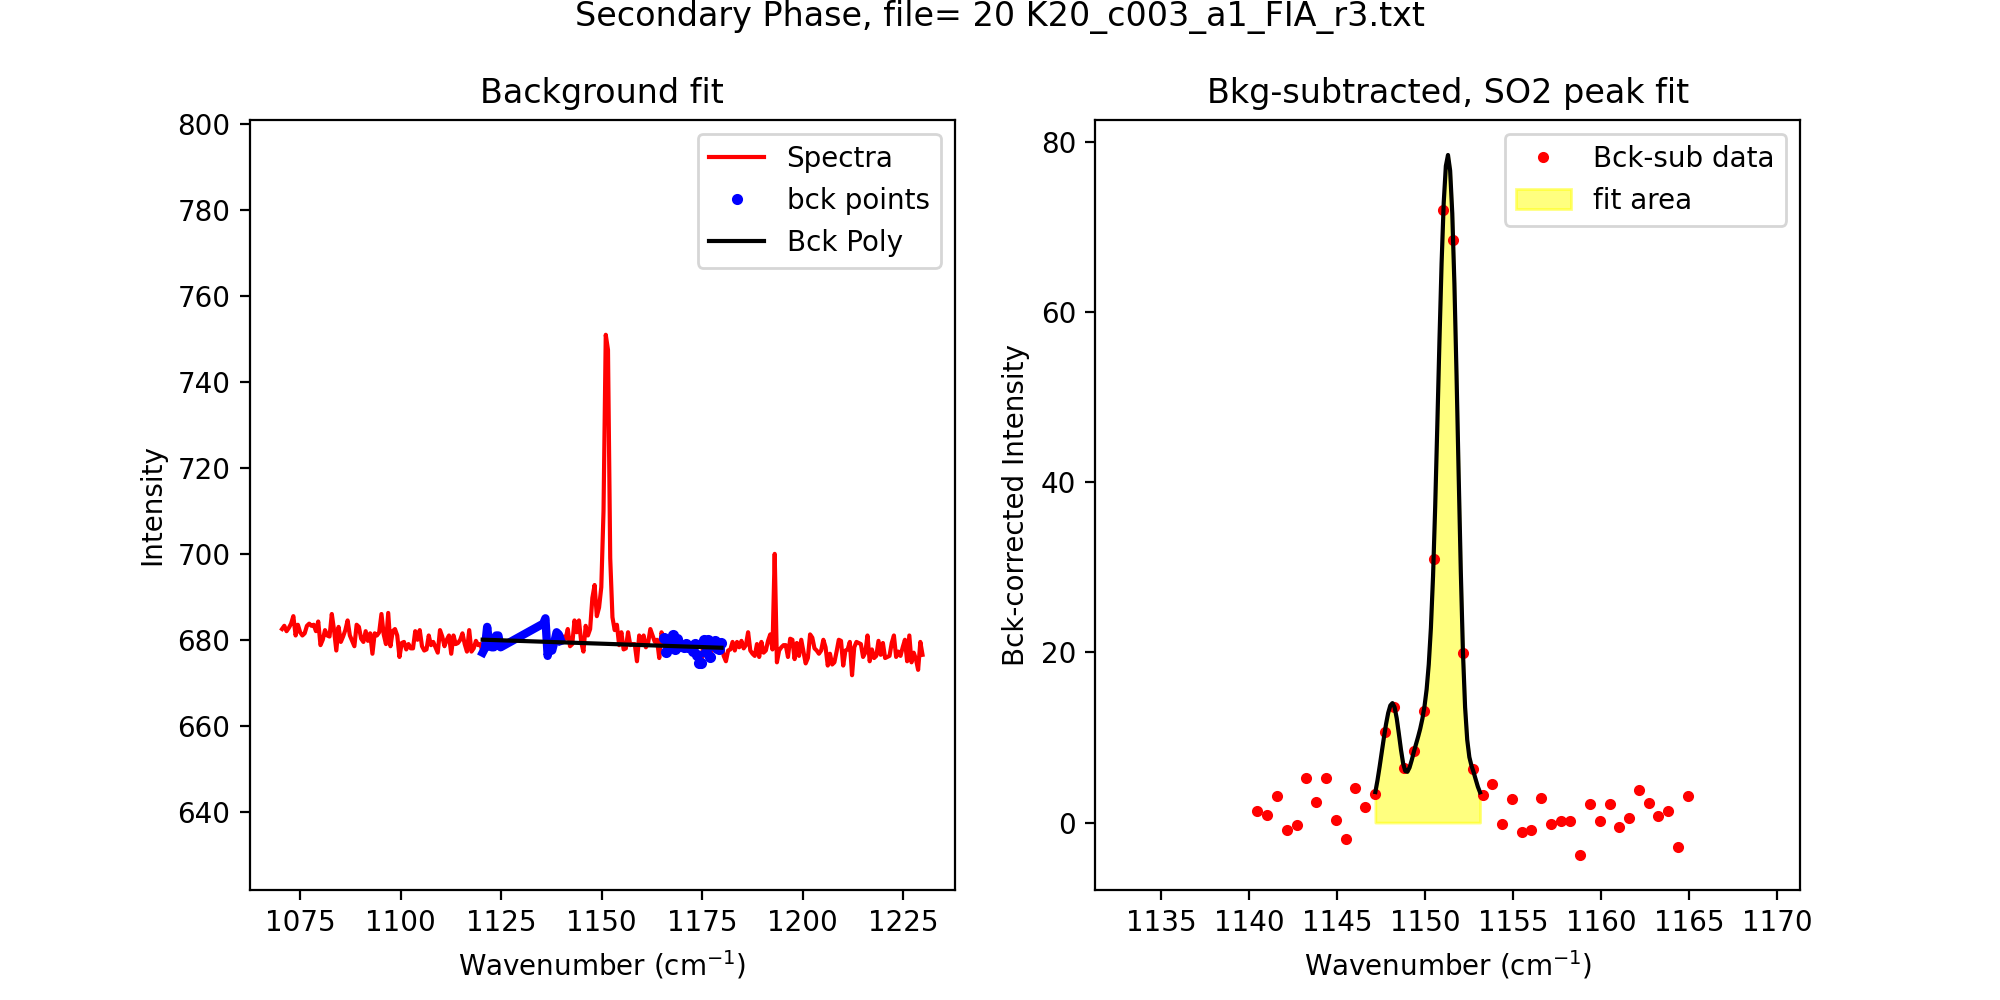 Secondary Phase, file= 20 K20_c003_a1_FIA_r3.txt
Background fit
800
780
760
740
720
700
680
660
640
Intensity
Spectra
bck points
Bck Poly
1075 1100 1125 1150 1175 1200 1225
Wavenumber (cm⁻¹)
Bkg-subtracted, SO2 peak fit
80
60
40
20
0
Bck-corrected Intensity
Bck-sub data
fit area
1135 1140 1145 1150 1155 1160 1165 1170
Wavenumber (cm⁻¹)